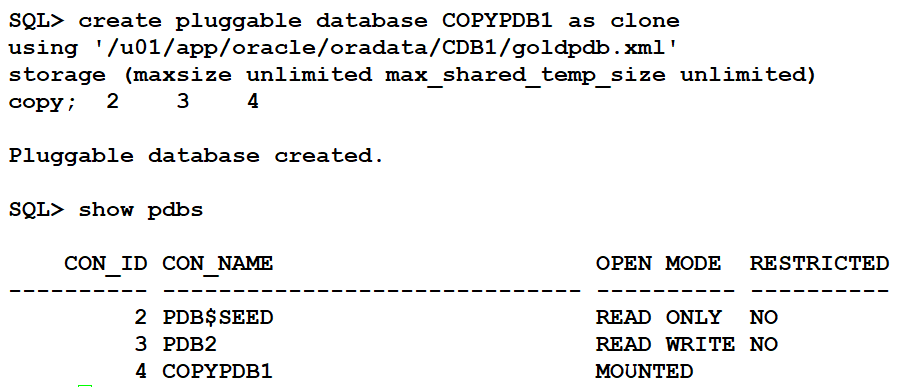 SQL> create pluggable database COPYPDB1 as clone
using '/u01/app/oracle/oradata/CDB1/goldpdb.xml'
storage (maxsize unlimited max_shared_temp_size unlimited)
copy;  2    3    4
Pluggable database created.
SQL> show pdbs
    CON_ID CON_NAME                       OPEN MODE  RESTRICTED
---------- ------------------------------ ---------- ----------
         2 PDB$SEED                       READ ONLY  NO
         3 PDB2                           READ WRITE NO
         4 COPYPDB1                       MOUNTED